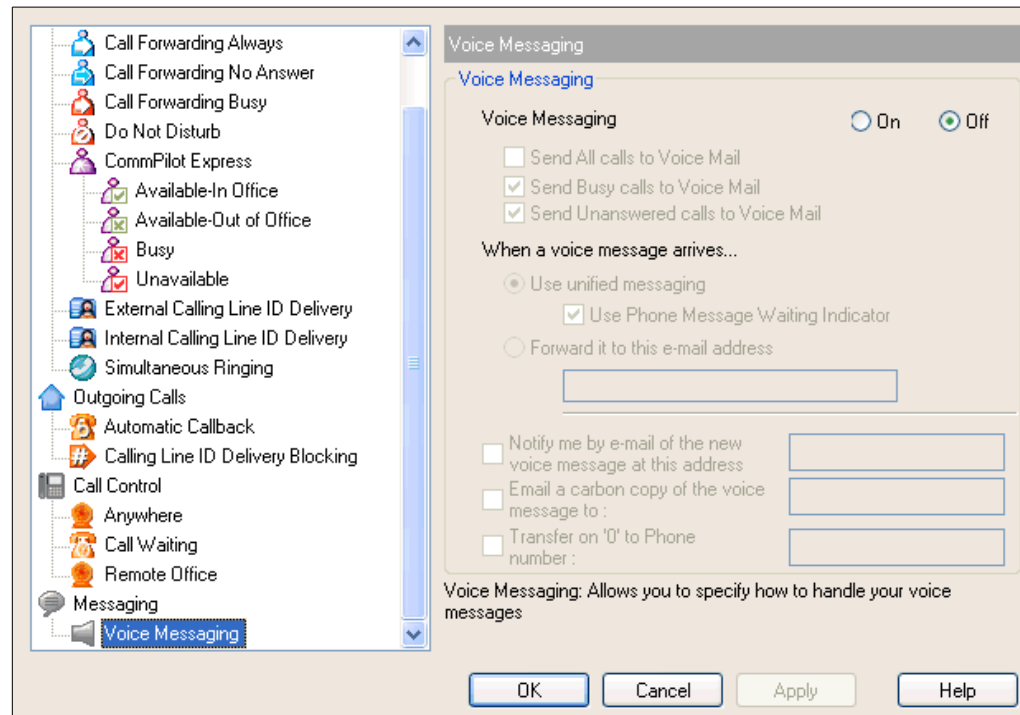 Call Forwarding Always
Call Forwarding No Answer
Call Forwarding Busy
Do Not Disturb
CommPilot Express
Available-In Office
Available-Out of Office
Busy
Unavailable
External Calling Line ID Delivery
Internal Calling Line ID Delivery
Simultaneous Ringing
Outgoing Calls
Automatic Callback
Calling Line ID Delivery Blocking
Call Control
Anywhere
Call Waiting
Remote Office
Messaging
Voice Messaging
Voice Messaging
Voice Messaging
Voice Messaging
On
Off
Send All calls to Voice Mail
Send Busy calls to Voice Mail
Send Unanswered calls to Voice Mail
When a voice message arrives...
Use unified messaging
Use Phone Message Waiting Indicator
Forward it to this e-mail address
Notify me by e-mail of the new
voice message at this address
Email a carbon copy of the voice
message to :
Transfer on '0' to Phone
number :
Voice Messaging: Allows you to specify how to handle your voice
messages
OK
Cancel
Apply
Help